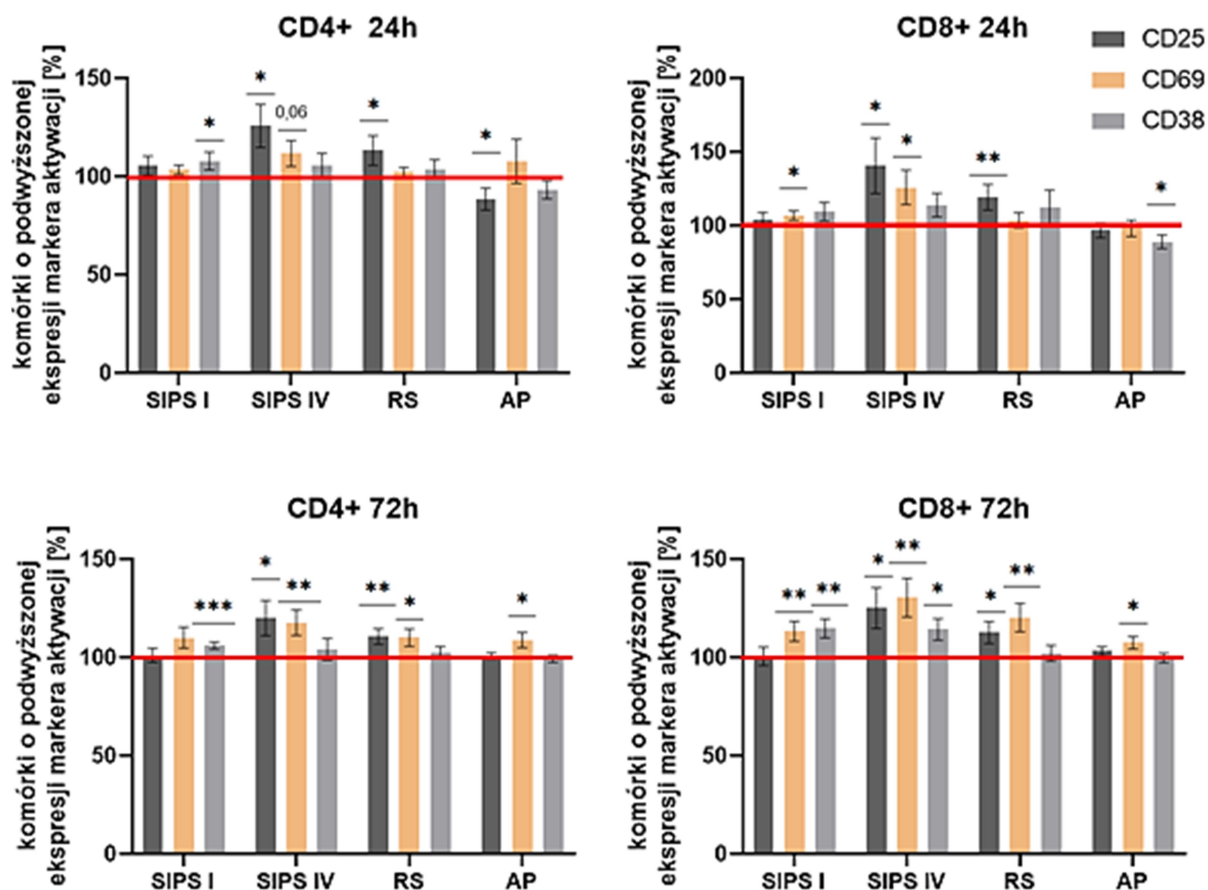 CD4+ 24h
komórki o podwyższonej
ekspresji markera aktywacji [%]
150
100
50
0
*
*
0,06
*
*
SIPS I
SIPS IV
RS
AP
CD8+ 24h
CD25
CD69
CD38
komórki o podwyższonej
ekspresji markera aktywacji [%]
200
150
100
50
0
*
*
*
**
*
SIPS I
SIPS IV
RS
AP
CD4+ 72h
komórki o podwyższonej
ekspresji markera aktywacji [%]
150
100
50
0
***
*
**
**
*
*
SIPS I
SIPS IV
RS
AP
CD8+ 72h
komórki o podwyższonej
ekspresji markera aktywacji [%]
150
100
50
0
**
**
*
**
*
*
**
*
SIPS I
SIPS IV
RS
AP